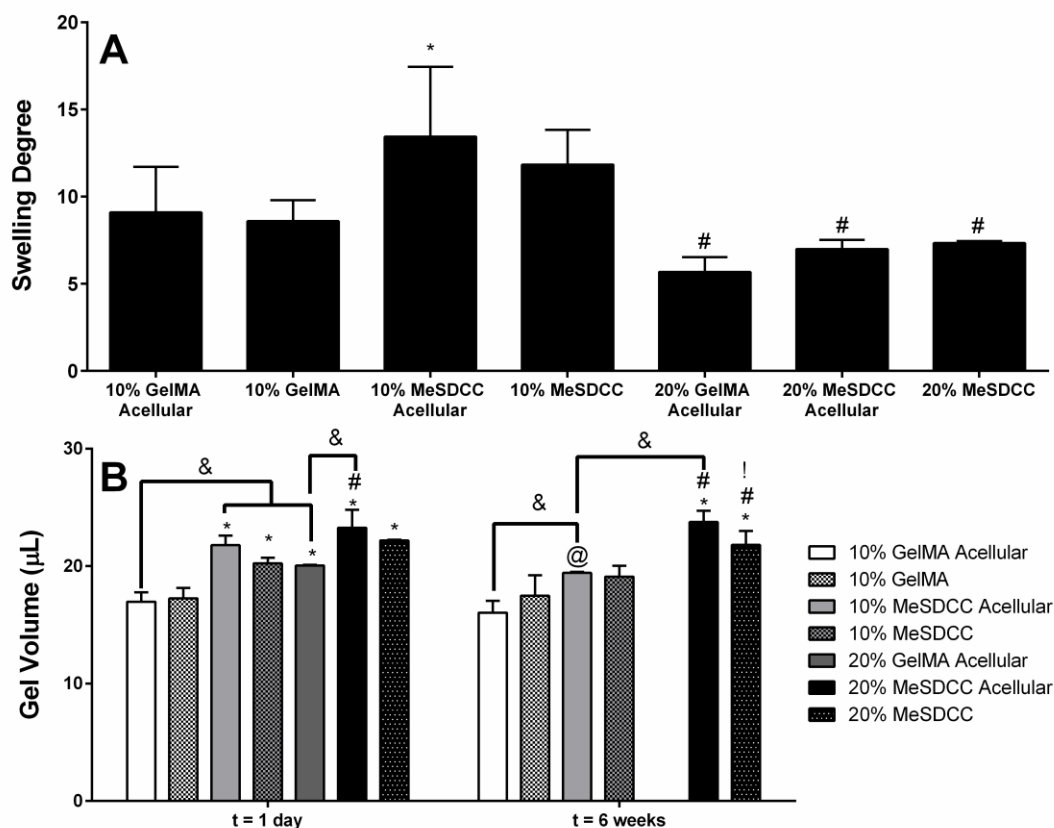 A
Swelling Degree
20
15
10
5
0
*
#
#
#
10% GelMA
Acellular
10% GelMA
10% MeSDCC
Acellular
10% MeSDCC
20% GelMA
Acellular
20% MeSDCC
Acellular
20% MeSDCC
B
Gel Volume (µL)
30
20
10
0
&
&
*
*
*
#
*
*
&
&
@
#
*
!
#
*
t = 1 day
t = 6 weeks
10% GelMA Acellular
10% GelMA
10% MeSDCC Acellular
10% MeSDCC
20% GelMA Acellular
20% MeSDCC Acellular
20% MeSDCC